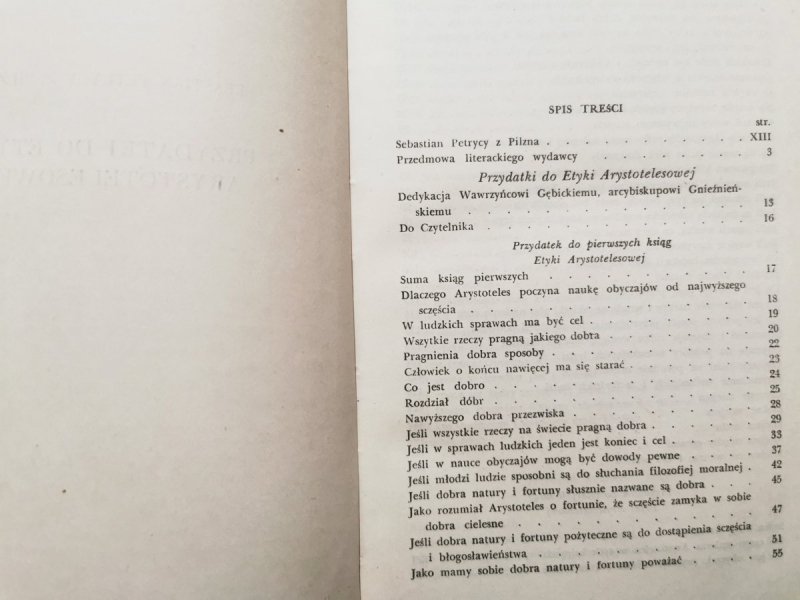 SPIS TREŚCI
str.
Sebastian Petrycy z Pilzna . . . . . . . . . . XIII
Przedmowa literackiego wydawcy . . . . . . . . 3
Przydatki do Etyki Arystotelesowej
Dedykacja Wawrzyńcowi Gębickiemu, arcybiskupowi Gnieźnień-
skiemu . . . . . . . . . . . . . . 13
Do Czytelnika . . . . . . . . . . . . . 16
Przydatek do pierwszych ksiąg
Etyki Arystotelesowej
Suma ksiąg pierwszych . . . . . . . . . . 17
Dlaczego Arystoteles poczyna naukę obyczajów od najwyższego
sczęścia . . . . . . . . . . . . . 18
W ludzkich sprawach ma być cel . . . . . . . . 19
Wszytkie rzeczy pragną jakiego dobra . . . . . . . 20
Pragnienia dobra sposoby . . . . . . . . . . 22
Człowiek o końcu nawięcej ma się starać . . . . . . 23
Co jest dobro . . . . . . . . . . . . . 24
Rozdział dóbr . . . . . . . . . . . . . 25
Nawyższego dobra przezwiska . . . . . . . . . 28
Jeśli wszystkie rzeczy na świecie pragną dobra . . . . . 29
Jeśli w sprawach ludzkich jeden jest koniec i cel . . . . . 33
Jeśli w nauce obyczajów mogą być dowody pewne . . . . 37
Jeśli młodzi ludzie sposobni są do słuchania filozofiej moralnej . 42
Jeśli dobra natury i fortuny słusznie nazwane są dobra . . . 45
Jako rozumiał Arystoteles o fortunie, że sczęście zamyka w sobie
dobra cielesne . . . . . . . . . . . 47
Jeśli dobra natury i fortuny pożyteczne są do dostąpienia sczęścia
i błogosławieństwa . . . . . . . . . . 51
Jako mamy sobie dobra natury i fortuny poważać . . . . 55